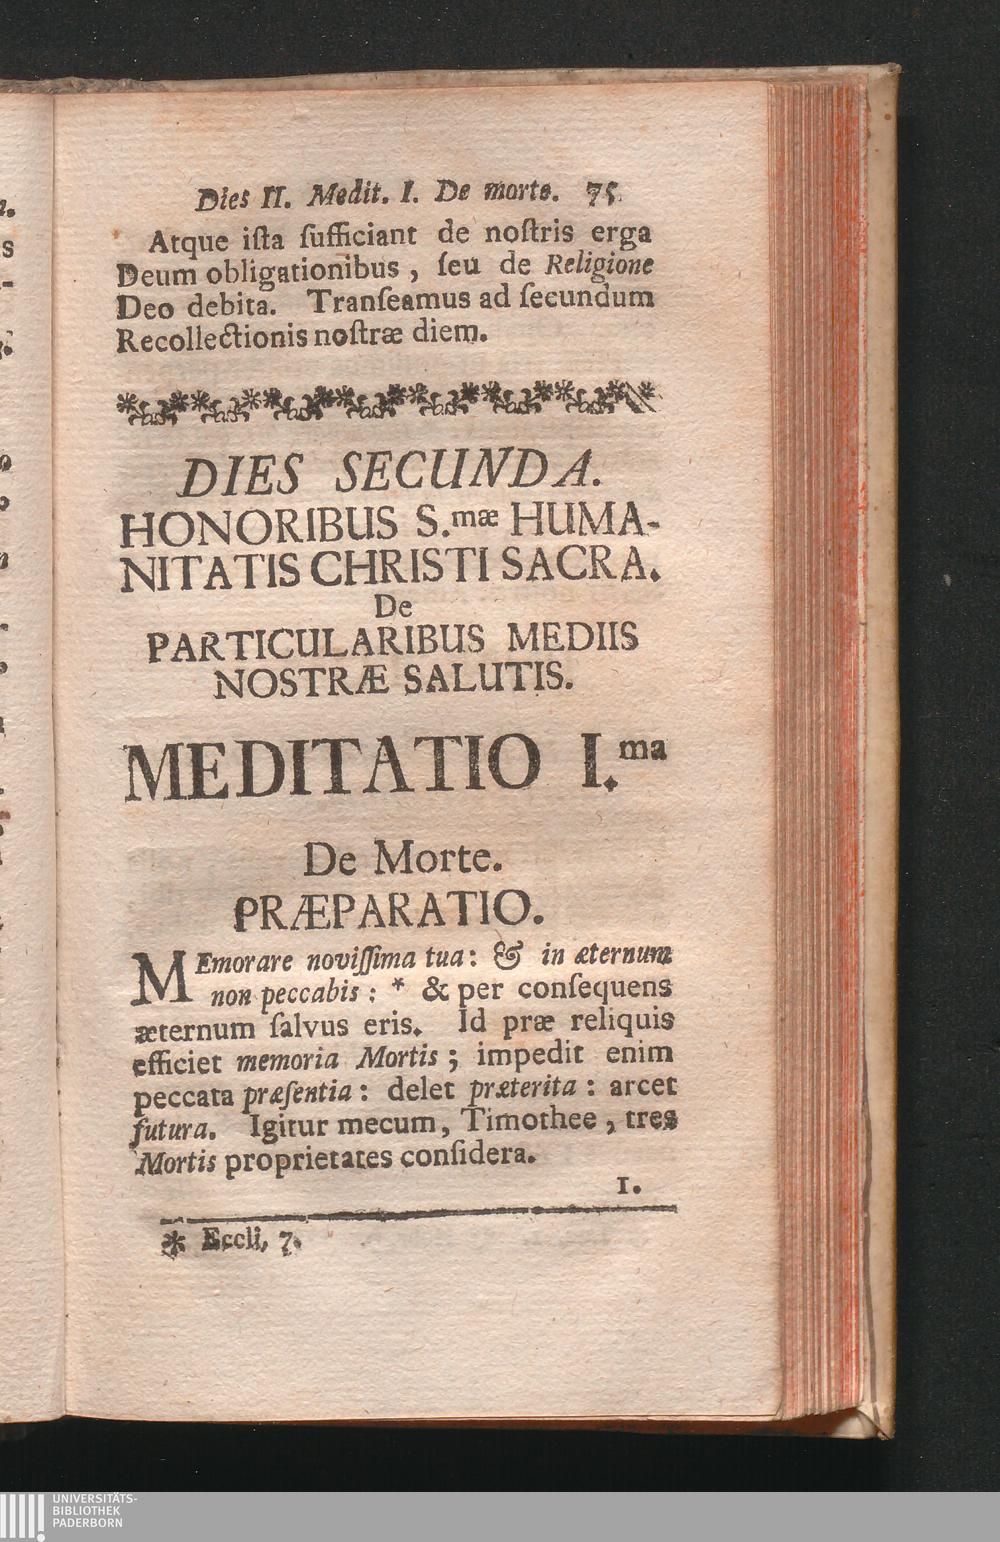 Dies II. Medit. I. De morte. 75.
Atque iſta ſufficiant de noſtris erga
Deum obligationibus, ſeu de Religione
Deo debita. Tranſeamus ad ſecundum
Recollectionis noſtræ diem.
DIES SECUNDA.
HONORIBUS S.mæ HUMA-
NITATIS CHRISTI SACRA.
De
PARTICULARIBUS MEDIIS
NOSTRÆ SALUTIS.
MEDITATIO I.ma
De Morte.
PRÆPARATIO.
MEmorare noviſſima tua: & in æternum
non peccabis: * & per conſequens
æternum ſalvus eris. Id præ reliquis
efficiet memoria Mortis; impedit enim
peccata præſentia: delet præterita: arcet
futura. Igitur mecum, Timothee, tres
Mortis proprietates conſidera.
1.
* Eccli, 7.
UNIVERSITÄTS-
BIBLIOTHEK
PADERBORN